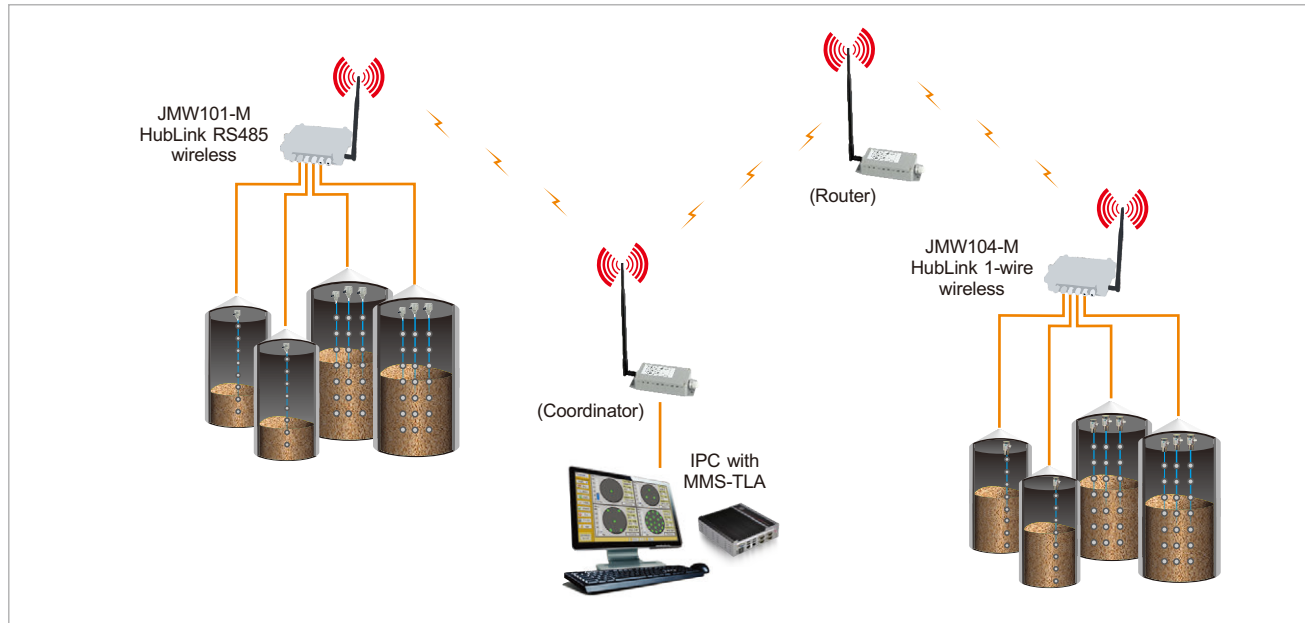 JMW101-M
HubLink RS485
wireless
(Router)
JMW104-M
HubLink 1-wire
wireless
(Coordinator)
IPC with
MMS-TLA